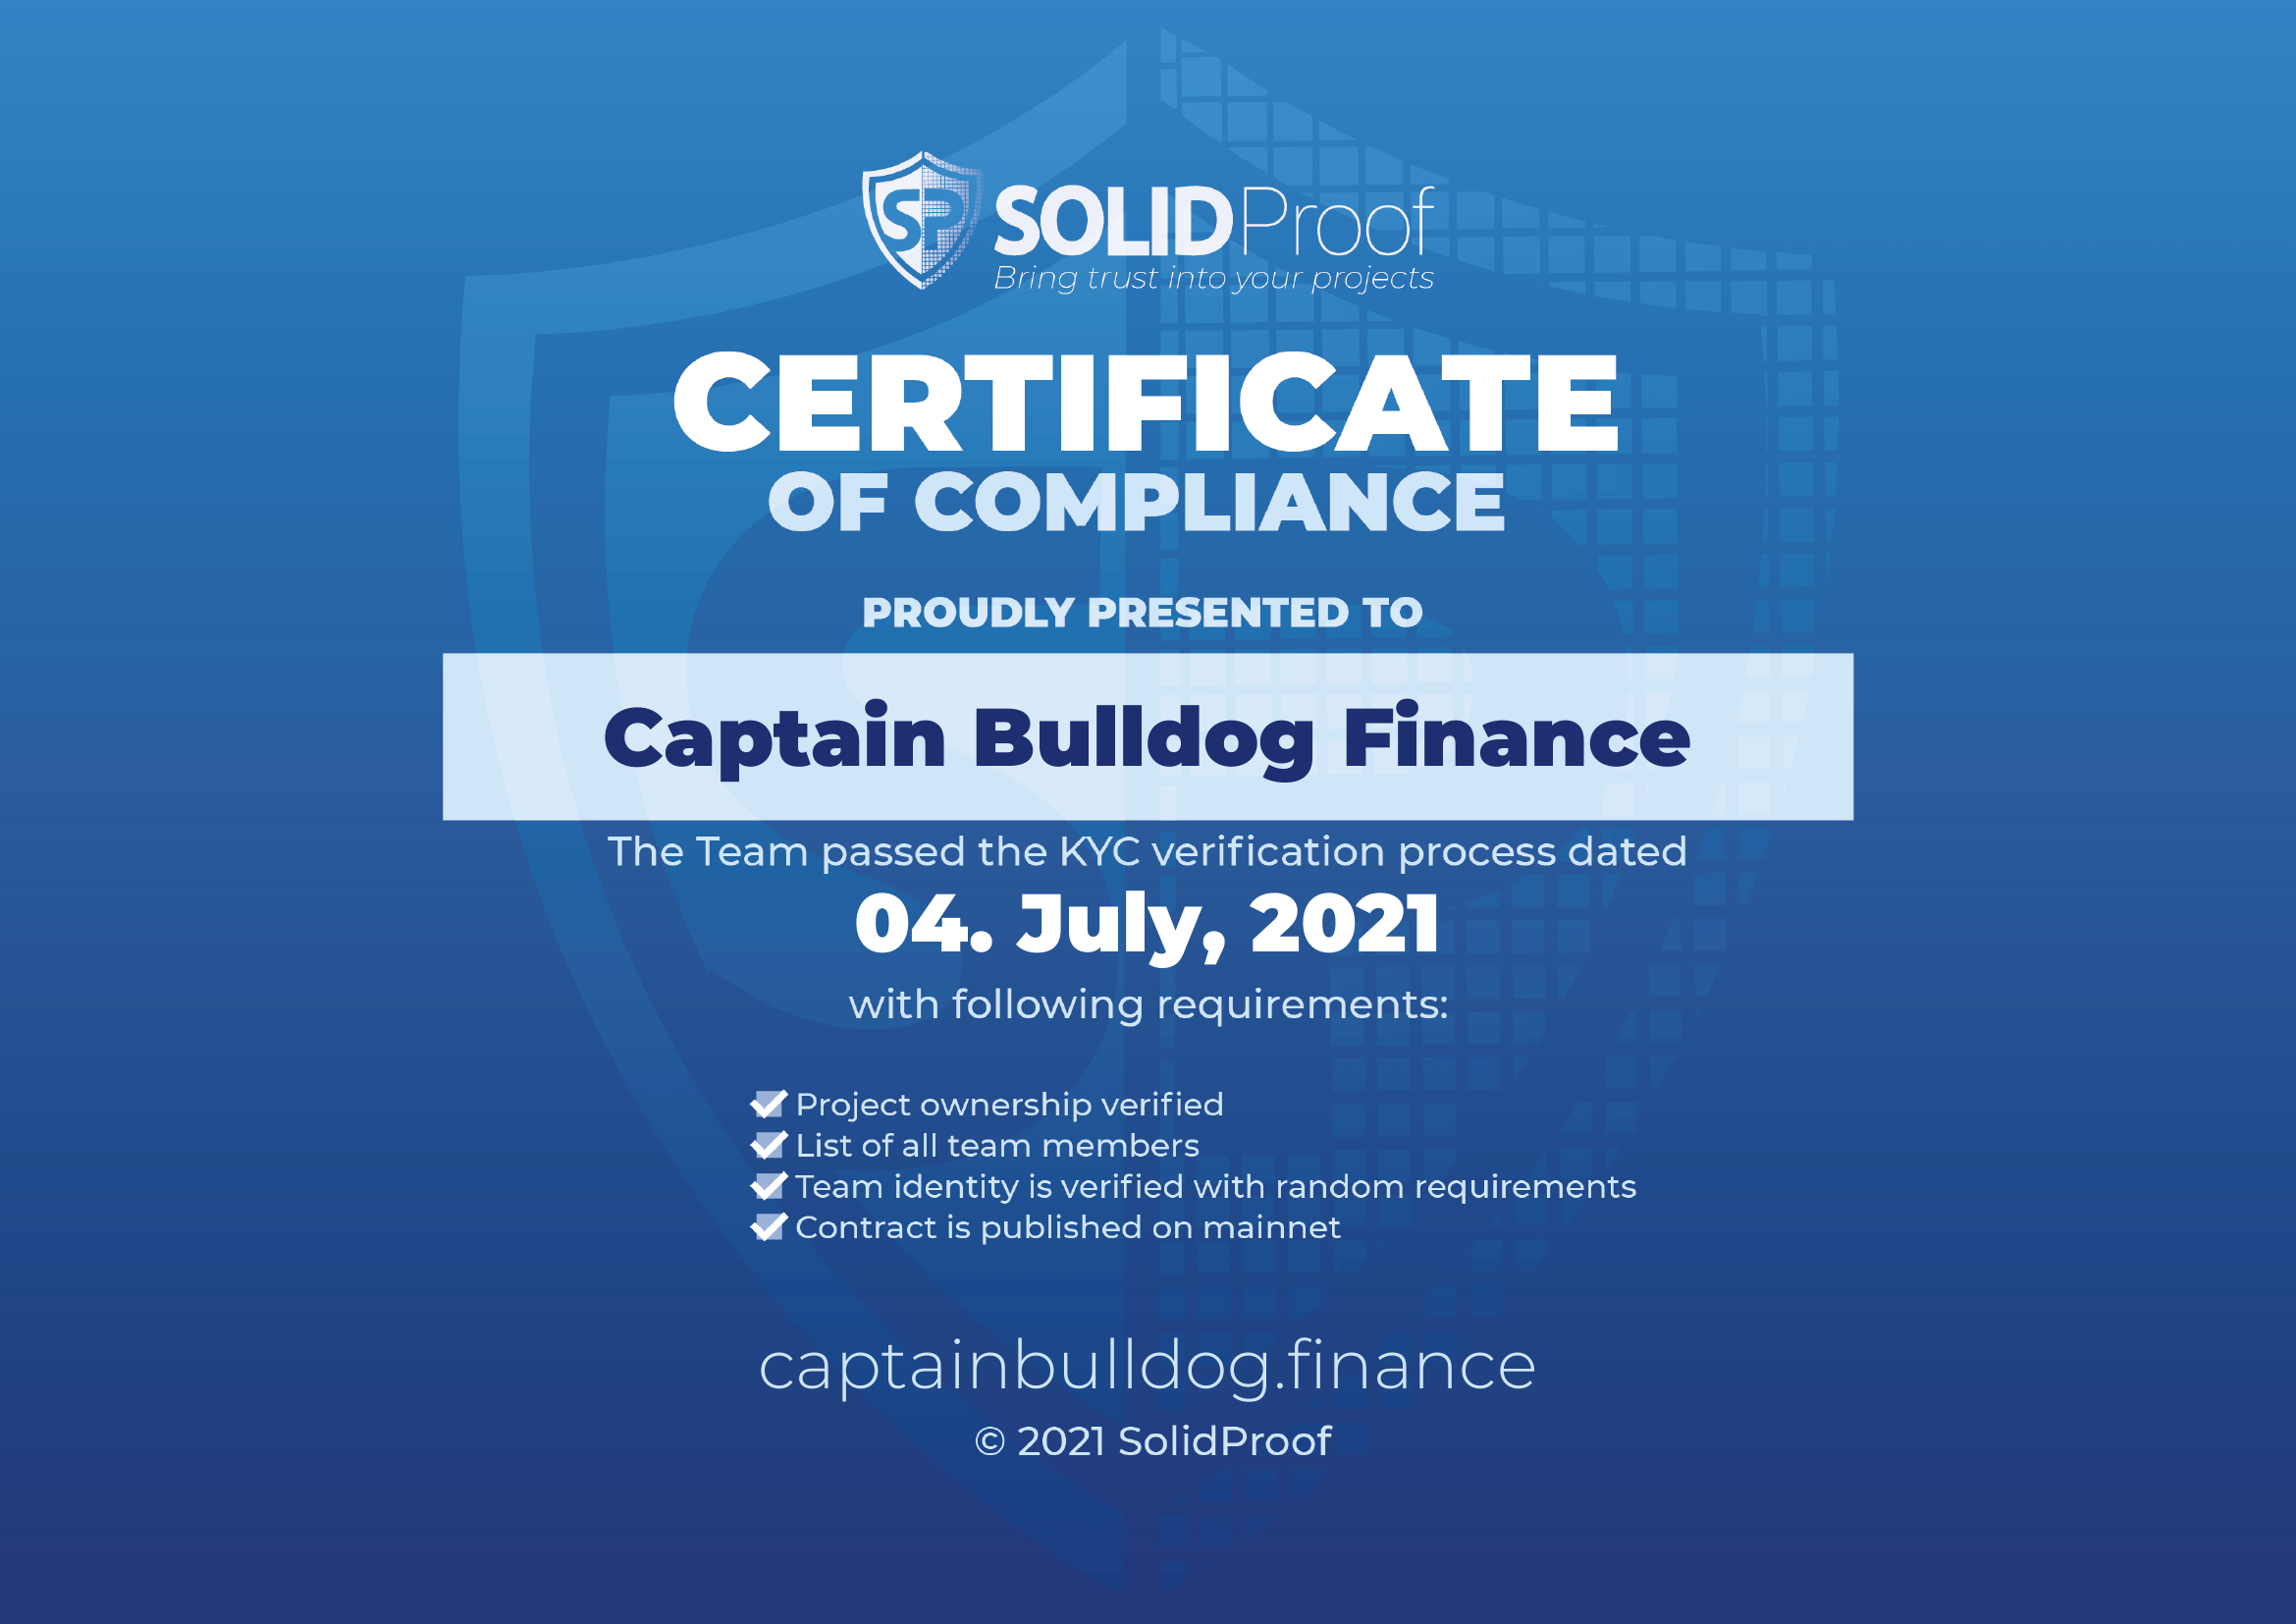 SP SOLIDProof
Bring trust into your projects
CERTIFICATE
OF COMPLIANCE
PROUDLY PRESENTED TO
Captain Bulldog Finance
The Team passed the KYC verification process dated
04. July, 2021
with following requirements:
Project ownership verified
List of all team members
Team identity is verified with random requirements
Contract is published on mainnet
captainbulldog.finance
© 2021 SolidProof